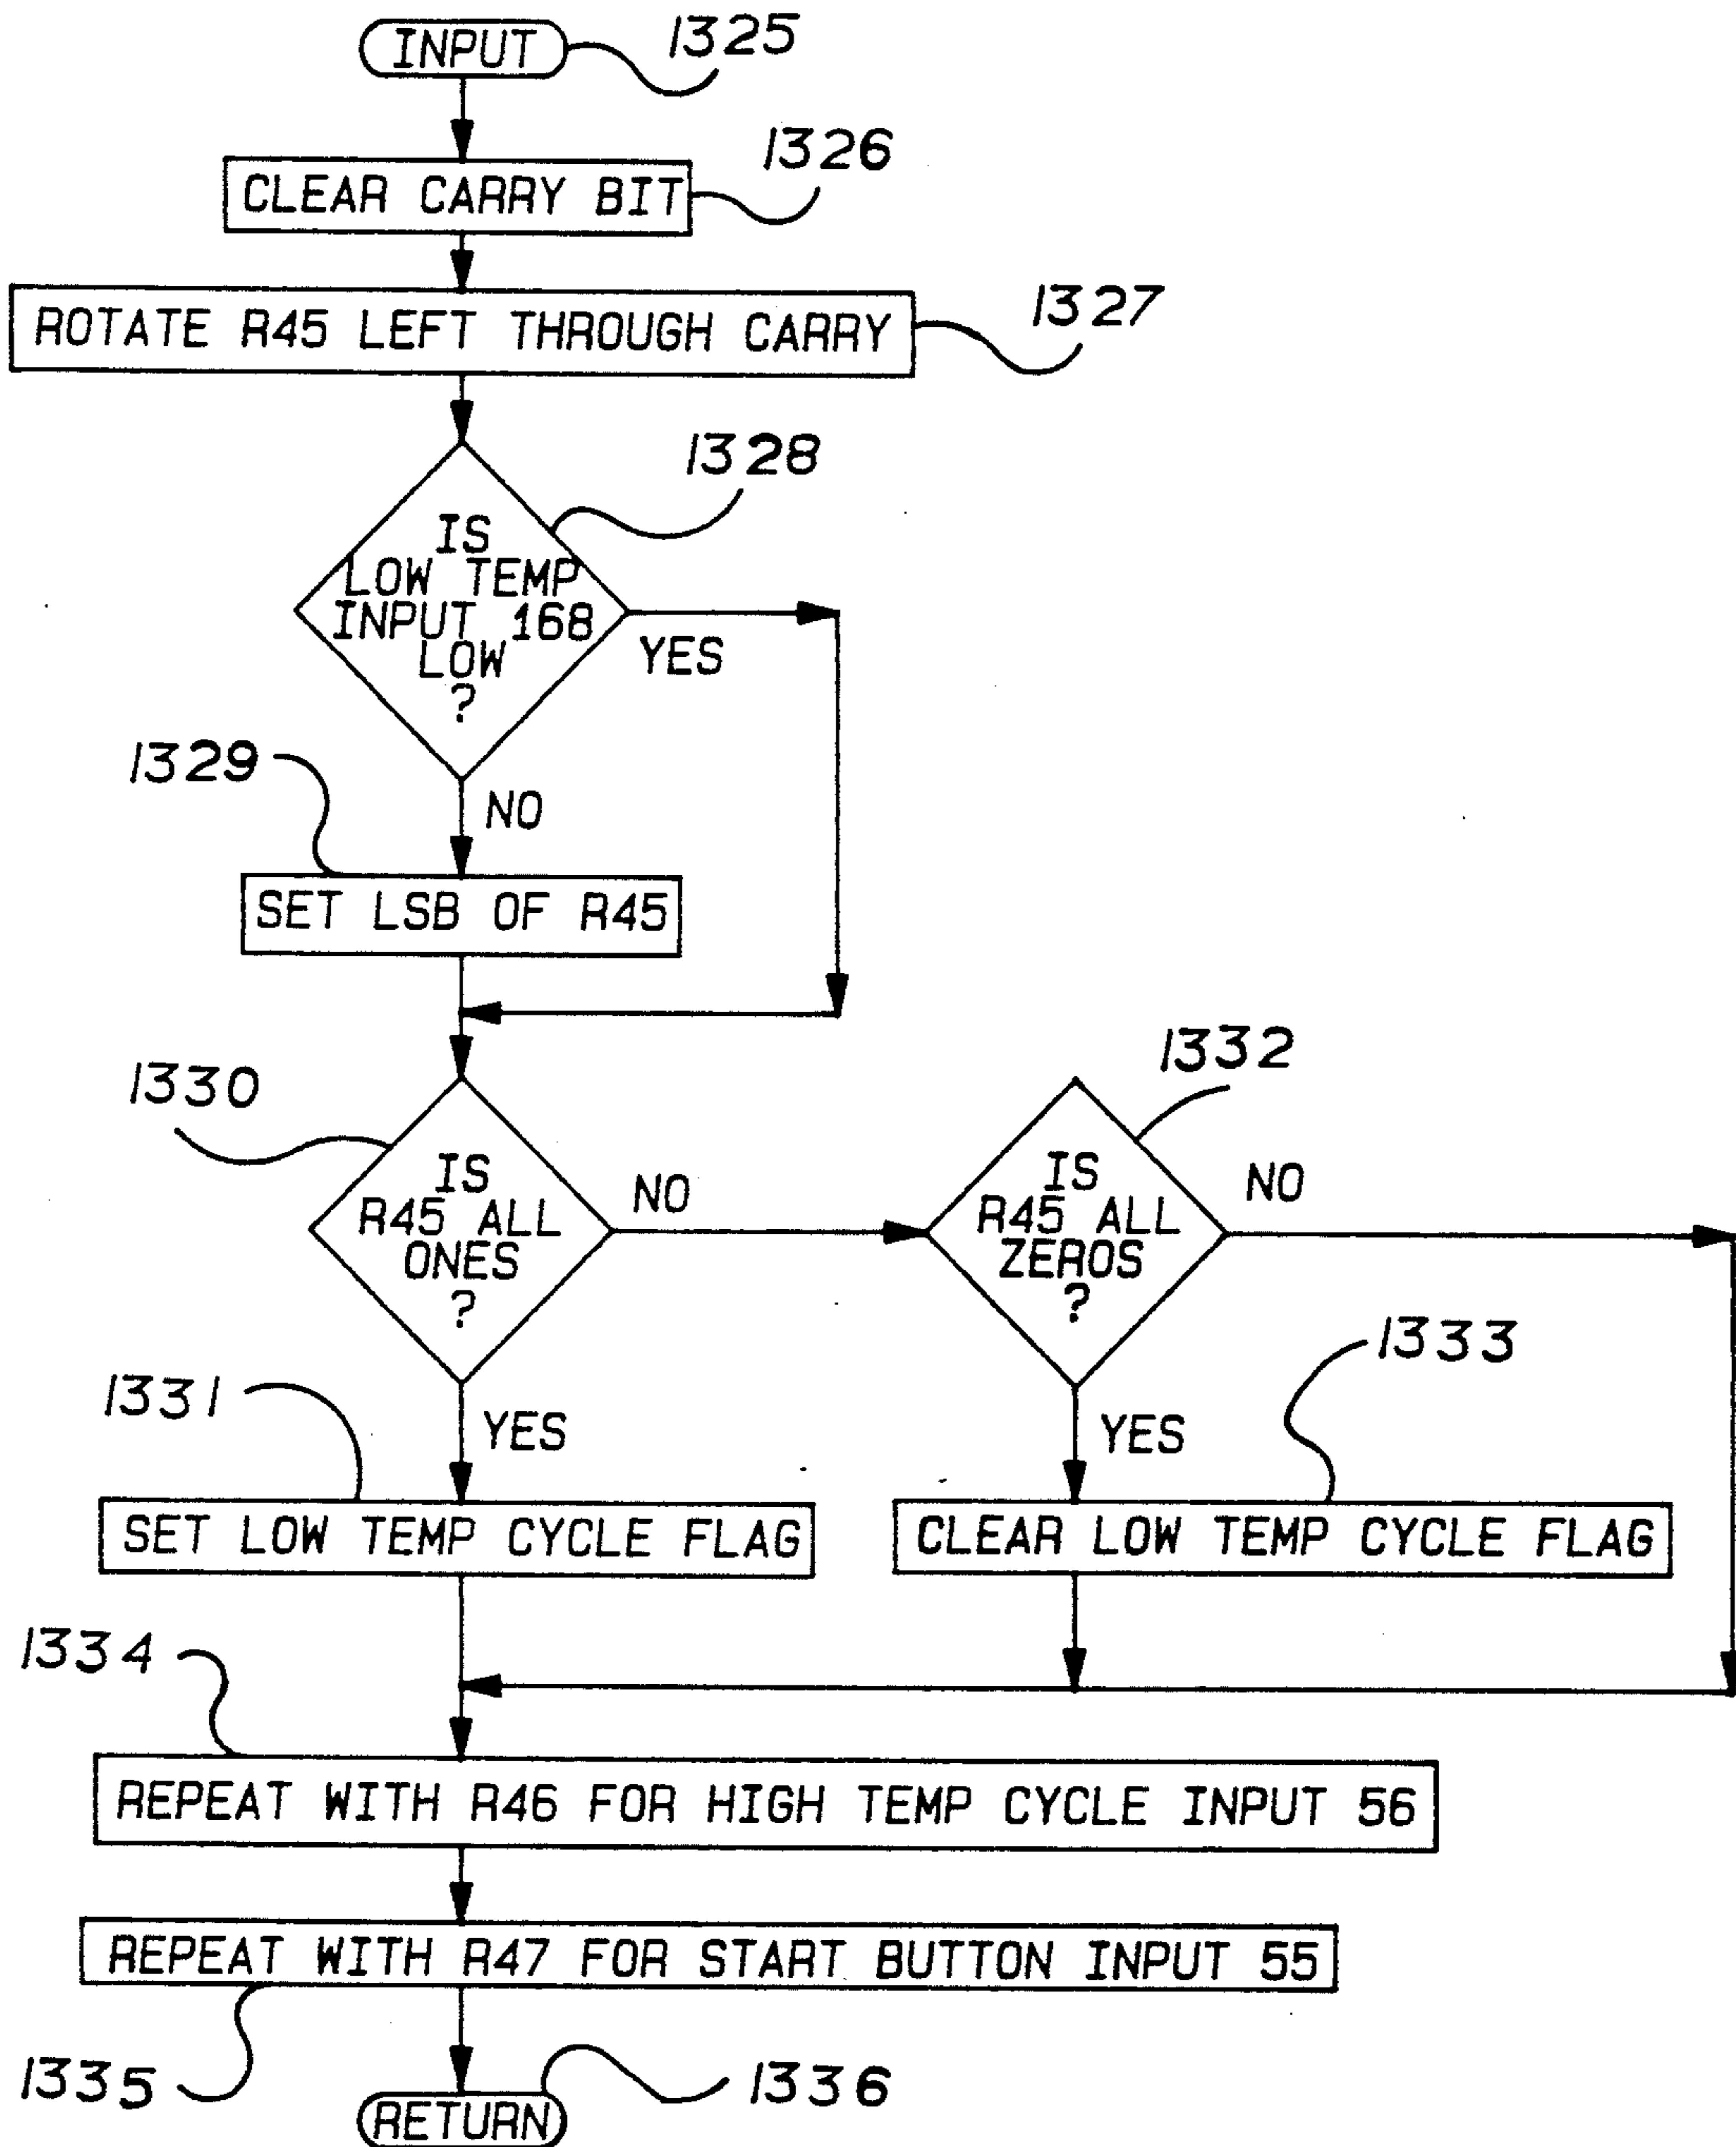 INPUT
1325
1326
CLEAR CARRY BIT
1327
ROTATE R45 LEFT THROUGH CARRY
1328
IS
LOW TEMP
INPUT 168
LOW
?
YES
1329
NO
SET LSB OF R45
1330
1332
IS
R45 ALL
ONES
?
NO
IS
R45 ALL
ZEROS
?
NO
1331
YES
1333
YES
SET LOW TEMP CYCLE FLAG
CLEAR LOW TEMP CYCLE FLAG
1334
REPEAT WITH R46 FOR HIGH TEMP CYCLE INPUT 56
REPEAT WITH R47 FOR START BUTTON INPUT 55
1335
1336
RETURN